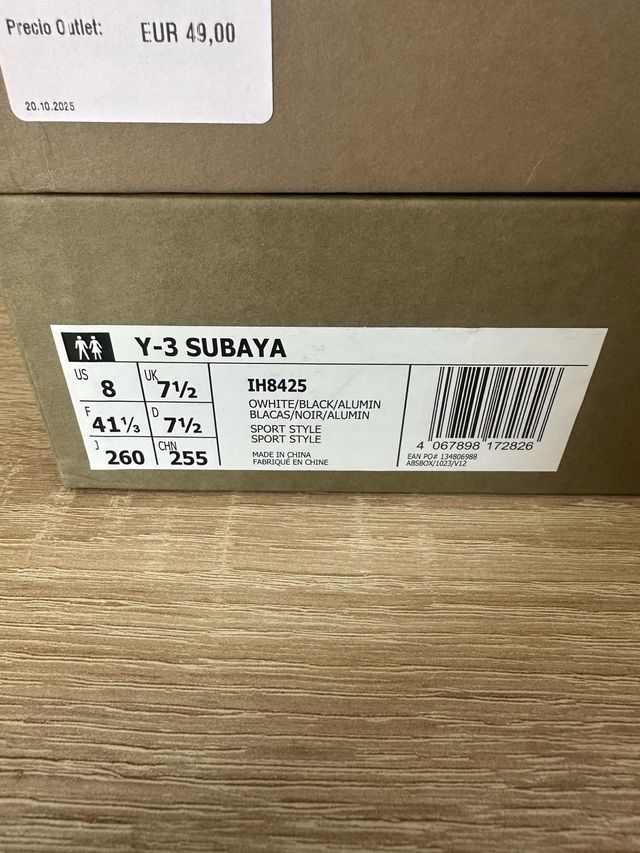 Precio Outlet: EUR 49,00
20.10.2025
Y-3 SUBAYA
US 8 UK 7½
F 41⅓ D 7½
J 260 CHN 255
IH8425
OWHITE/BLACK/ALUMIN
BLACAS/NOIR/ALUMIN
SPORT STYLE
SPORT STYLE
MADE IN CHINA
FABRIQUÉ EN CHINE
4 067898 172826
EAN PO# 134806988
ABSBOX/1023/V12